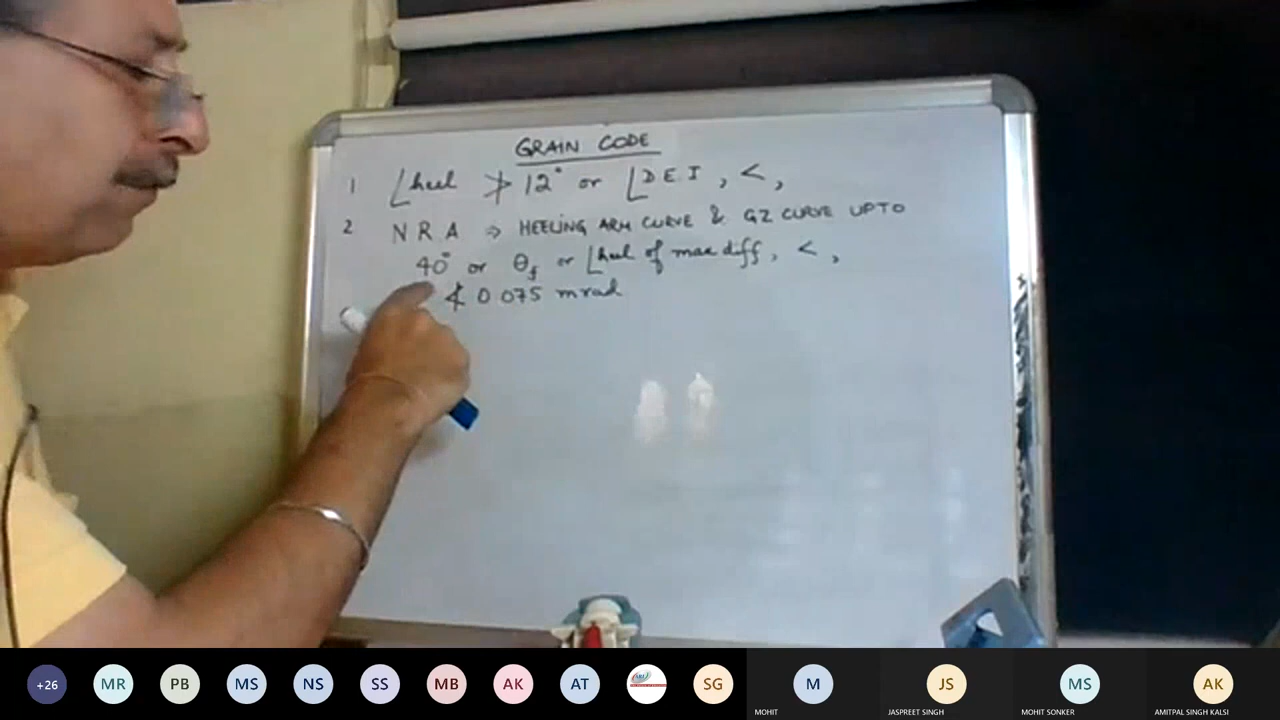 GRAIN CODE
1 ∠heel ≯ 12° or ∠DEI, <,
2 NRA ⇒ HEELING ARM CURVE & GZ CURVE UPTO
40° or θf or ∠heel of max diff, <,
≮ 0.075 mrad
+26 MR PB MS NS SS MB AK AT SG M JS MS AK
MOHIT JASPREET SINGH MOHIT SONKER AMITPAL SINGH KALSI